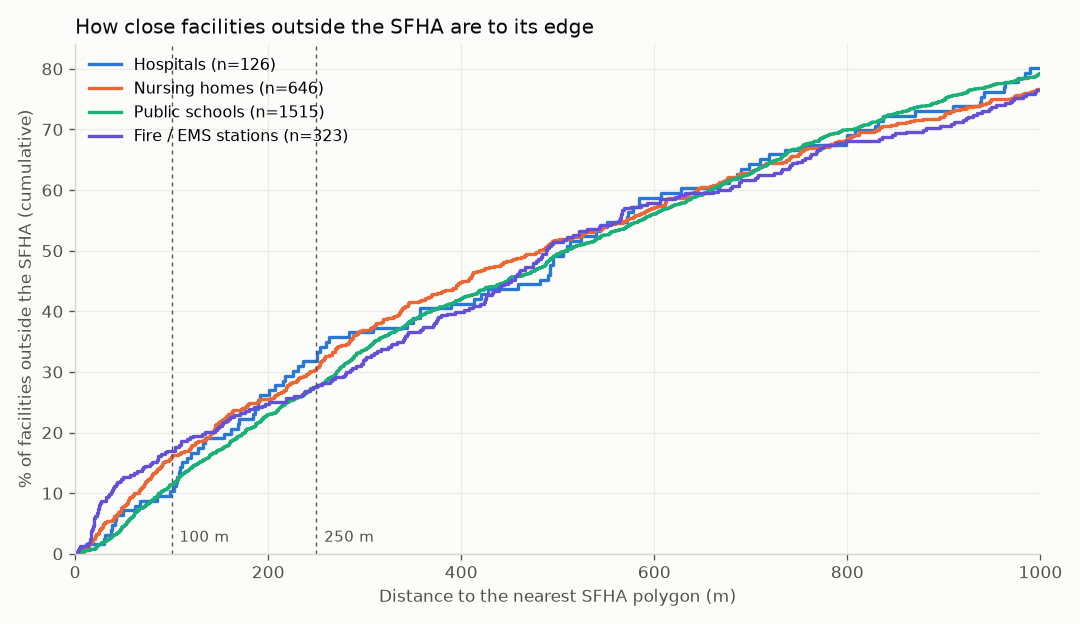 How close facilities outside the SFHA are to its edge
% of facilities outside the SFHA (cumulative)
80
70
60
50
40
30
20
10
0
Hospitals (n=126)
Nursing homes (n=646)
Public schools (n=1515)
Fire / EMS stations (n=323)
100 m
250 m
0
200
400
600
800
1000
Distance to the nearest SFHA polygon (m)